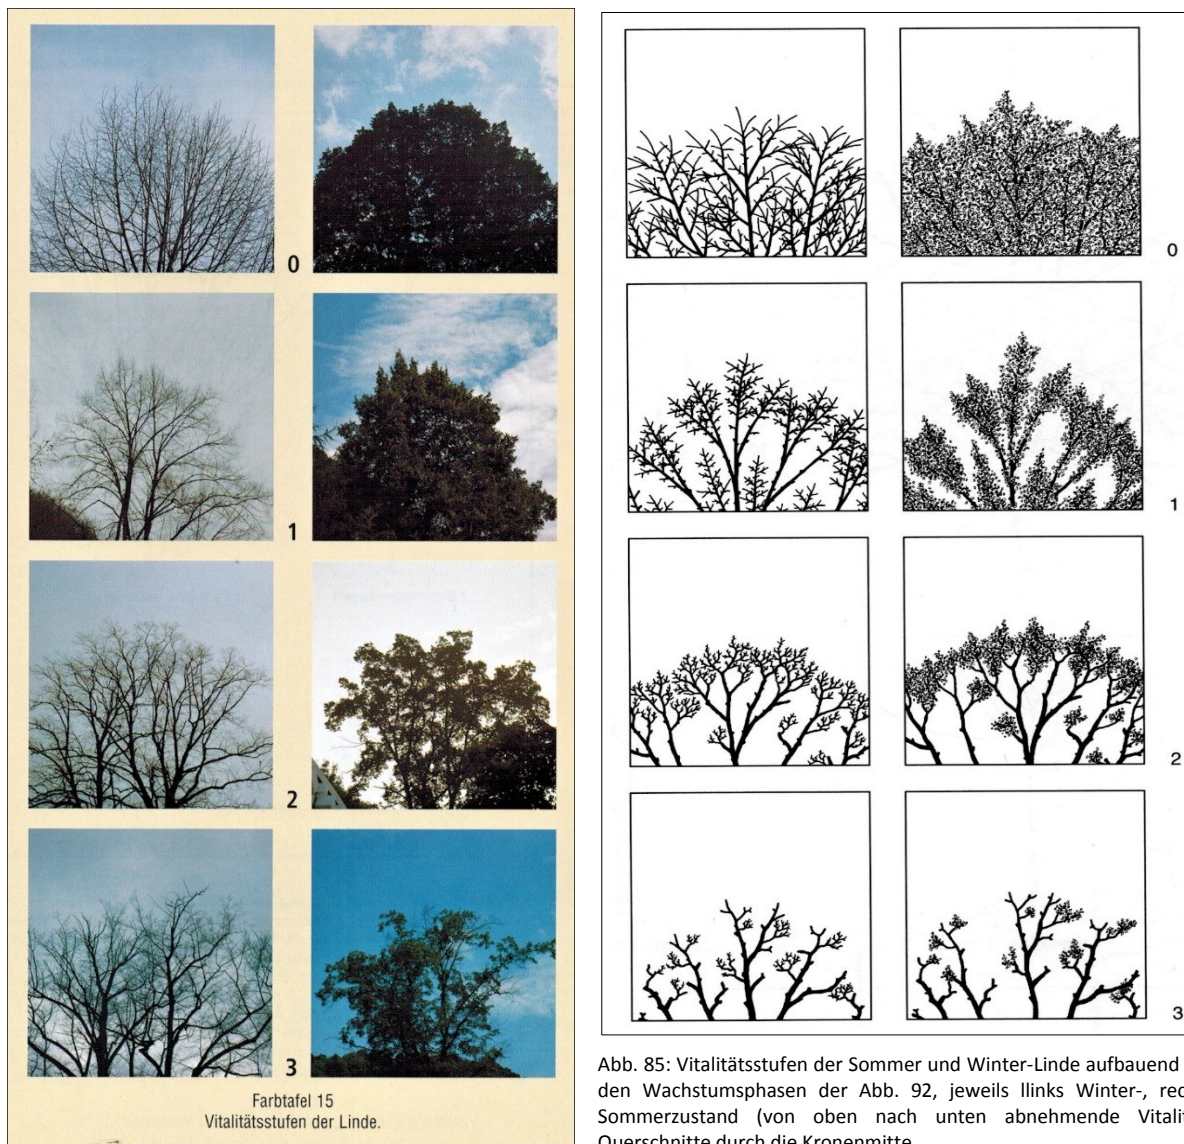 0
1
2
3
Farbtafel 15
Vitalitätsstufen der Linde.
0
1
2
3
Abb. 85: Vitalitätsstufen der Sommer und Winter-Linde aufbauend
den Wachstumsphasen der Abb. 92, jeweils llinks Winter-, rec
Sommerzustand (von oben nach unten abnehmende Vitali
Querschnitte durch die Kronenmitte